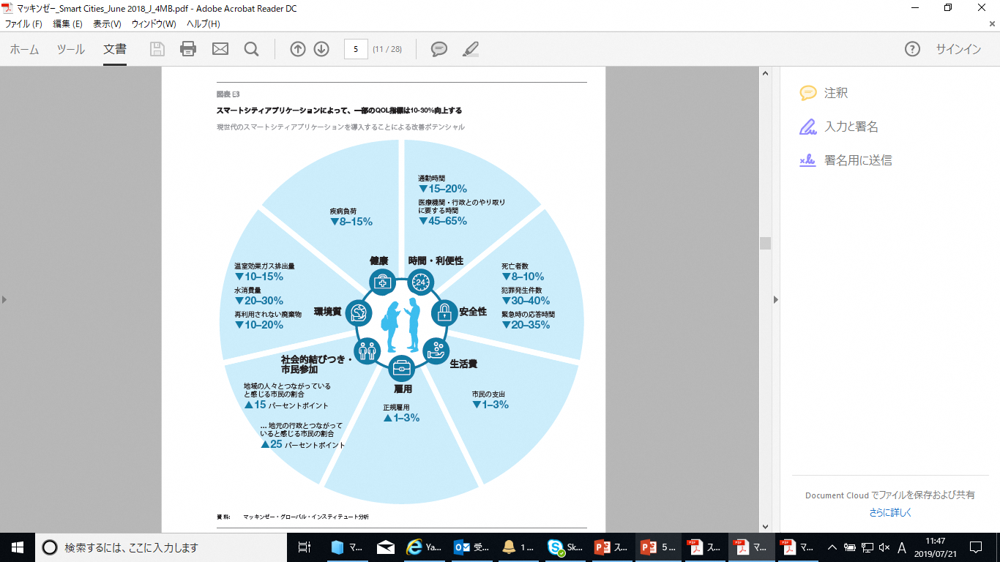 マッキンゼー_Smart Cities_June 2018_J_4MB.pdf - Adobe Acrobat Reader DC
ファイル (F) 編集 (E) 表示(V) ウィンドウ(W) ヘルプ(H)
ホーム ツール 文書 5 (11 / 28) サインイン
図表 E3
スマートシティアプリケーションによって、一部のQOL指標は10-30%向上する
現世代のスマートシティアプリケーションを導入することによる改善ポテンシャル
通勤時間
▼15–20%
医療機関・行政とのやり取り
に要する時間
▼45–65%
時間・利便性
24
死亡者数
▼8–10%
犯罪発生件数
▼30–40%
緊急時の応答時間
▼20–35%
安全性
生活費
市民の支出
▼1–3%
雇用
正規雇用
▲1–3%
社会的結びつき・
市民参加
地域の人々とつながっている
と感じる市民の割合
▲15 パーセントポイント
... 地元の行政とつながって
いると感じる市民の割合
▲25 パーセントポイント
環境質
温室効果ガス排出量
▼10–15%
水消費量
▼20–30%
再利用されない廃棄物
▼10–20%
健康
疾病負荷
▼8–15%
資料: マッキンゼー・グローバル・インスティテュート分析
注釈
入力と署名
署名用に送信
Document Cloud でファイルを保存および共有
さらに詳しく
検索するには、ここに入力します
マ... Ya... 受... 1 ... Sk... ス... 5 ... ス... マ... マ... A 11:47
2019/07/21